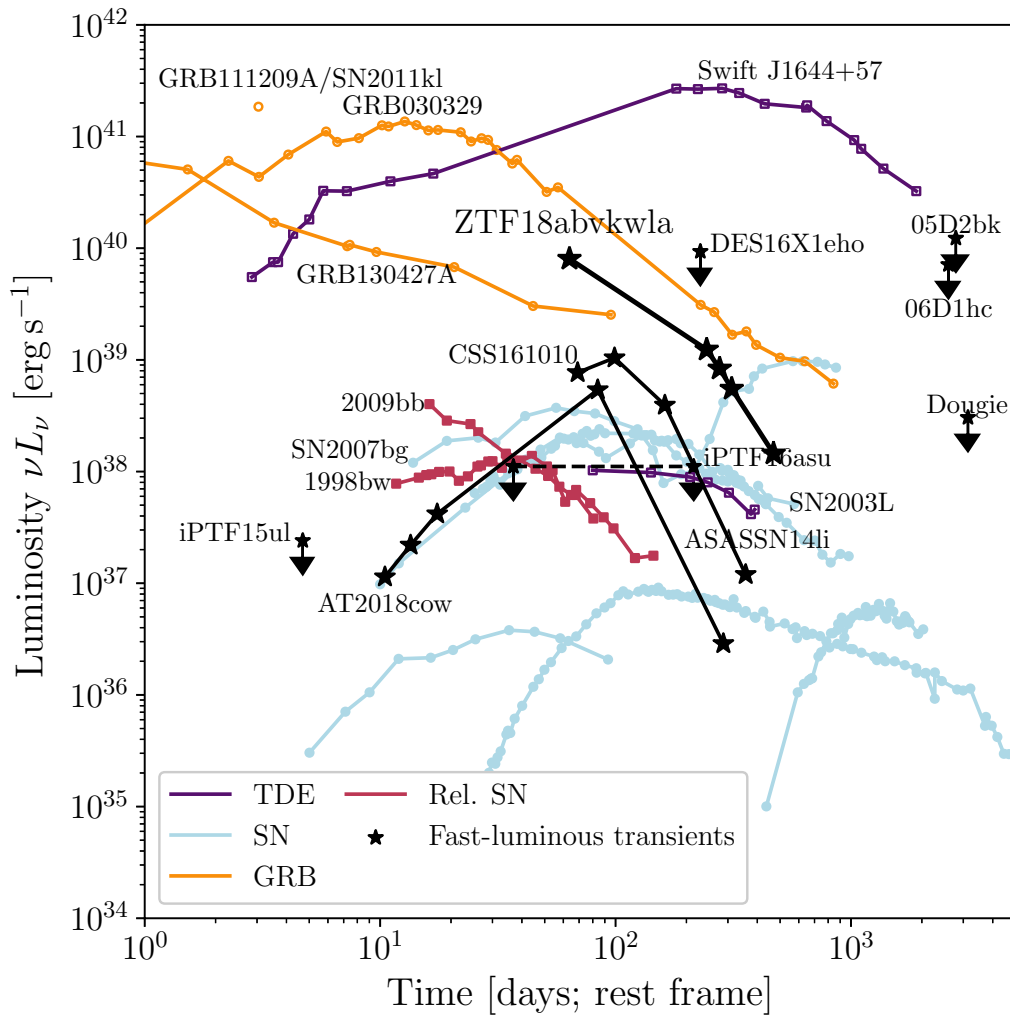 10^42
10^41
10^40
10^39
10^38
10^37
10^36
10^35
10^34
Luminosity νL_ν [erg s^−1]
GRB111209A/SN2011kl
Swift J1644+57
GRB030329
ZTF18abvkwla
DES16X1eho
05D2bk
GRB130427A
06D1hc
CSS161010
2009bb
Dougie
SN2007bg
iPTF16asu
1998bw
SN2003L
iPTF15ul
ASASSN14li
AT2018cow
TDE
SN
GRB
Rel. SN
Fast-luminous transients
10^0
10^1
10^2
10^3
Time [days; rest frame]